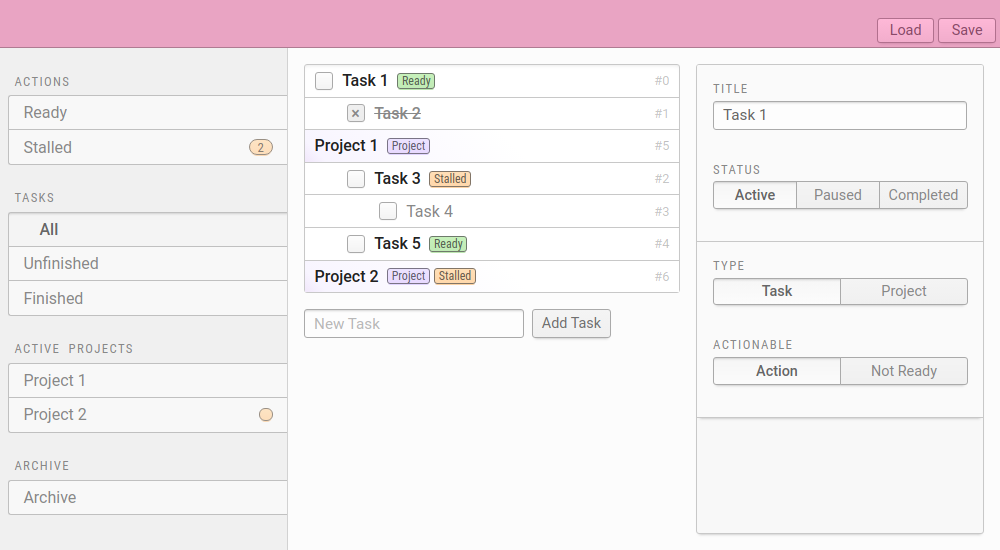 Load Save
ACTIONS
Ready
Stalled 2
TASKS
All
Unfinished
Finished
ACTIVE PROJECTS
Project 1
Project 2
ARCHIVE
Archive
Task 1 Ready #0
Task 2 #1
Project 1 Project #5
Task 3 Stalled #2
Task 4 #3
Task 5 Ready #4
Project 2 Project Stalled #6
New Task Add Task
TITLE
Task 1
STATUS
Active Paused Completed
TYPE
Task Project
ACTIONABLE
Action Not Ready